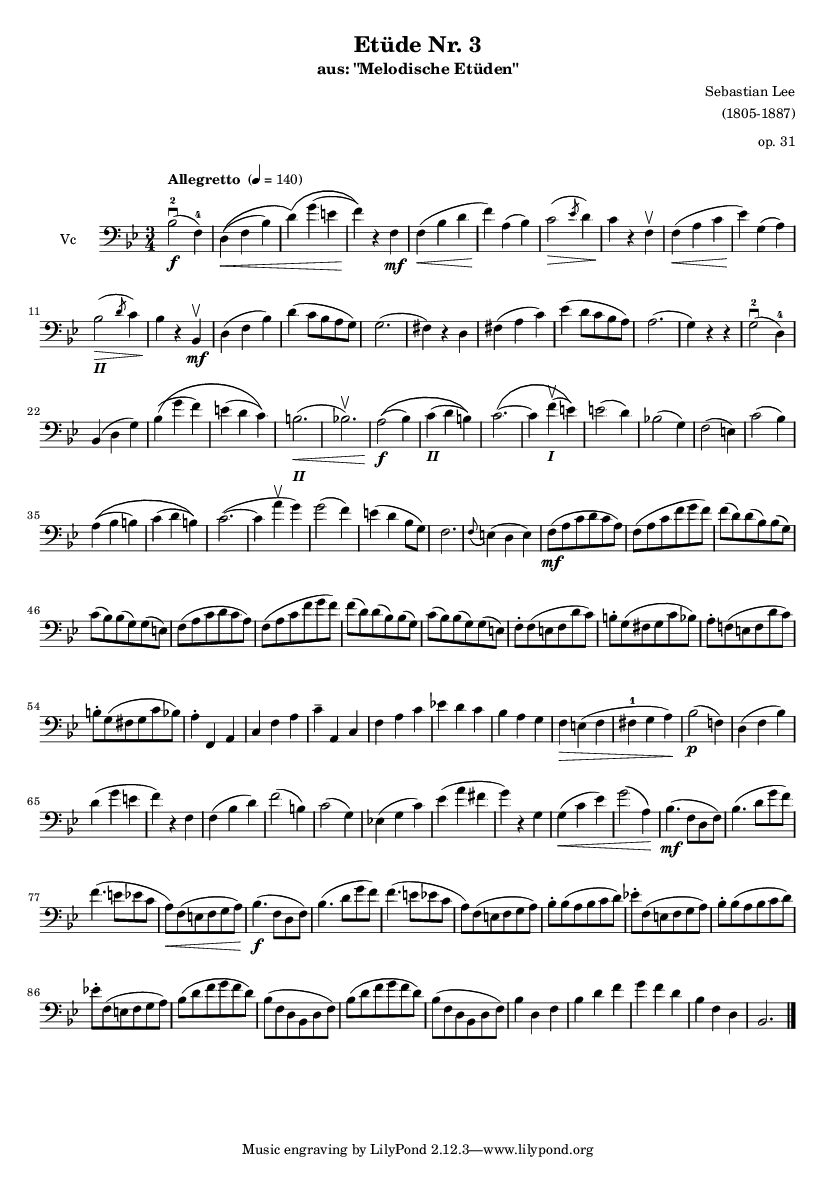 Etüde Nr. 3
aus: "Melodische Etüden"
Sebastian Lee
(1805-1887)
op. 31
Allegretto (♩ = 140)
2 4
Vc 3/4
f mf
11 2 4
II mf
22
II f II I
35
mf
46
54 1
p
65
mf
77
f
86
Music engraving by LilyPond 2.12.3—www.lilypond.org